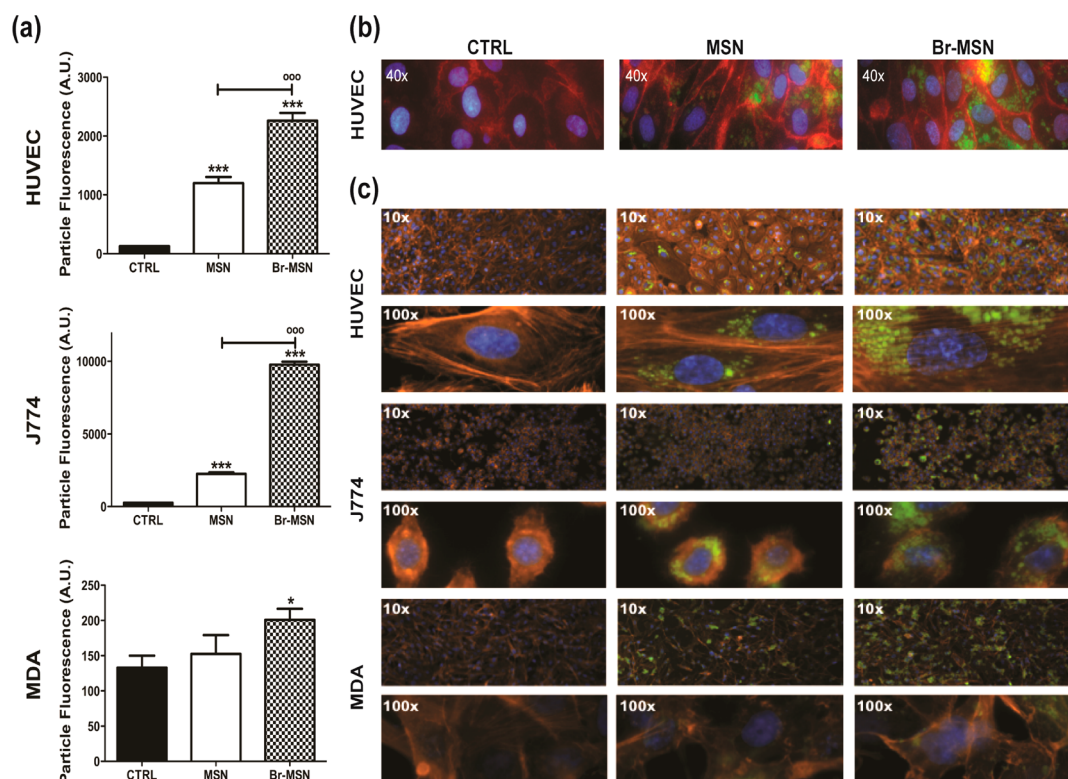 (a)
HUVEC
Particle Fluorescence (A.U.)
3000
2000
1000
0
CTRL
MSN
Br-MSN
***
***
ooo
J774
Particle Fluorescence (A.U.)
10000
5000
0
CTRL
MSN
Br-MSN
***
***
ooo
MDA
Particle Fluorescence (A.U.)
250
200
150
100
50
0
CTRL
MSN
Br-MSN
*
(b)
CTRL
MSN
Br-MSN
HUVEC
40x
40x
40x
(c)
HUVEC
10x
10x
10x
100x
100x
100x
J774
10x
10x
10x
100x
100x
100x
MDA
10x
10x
10x
100x
100x
100x